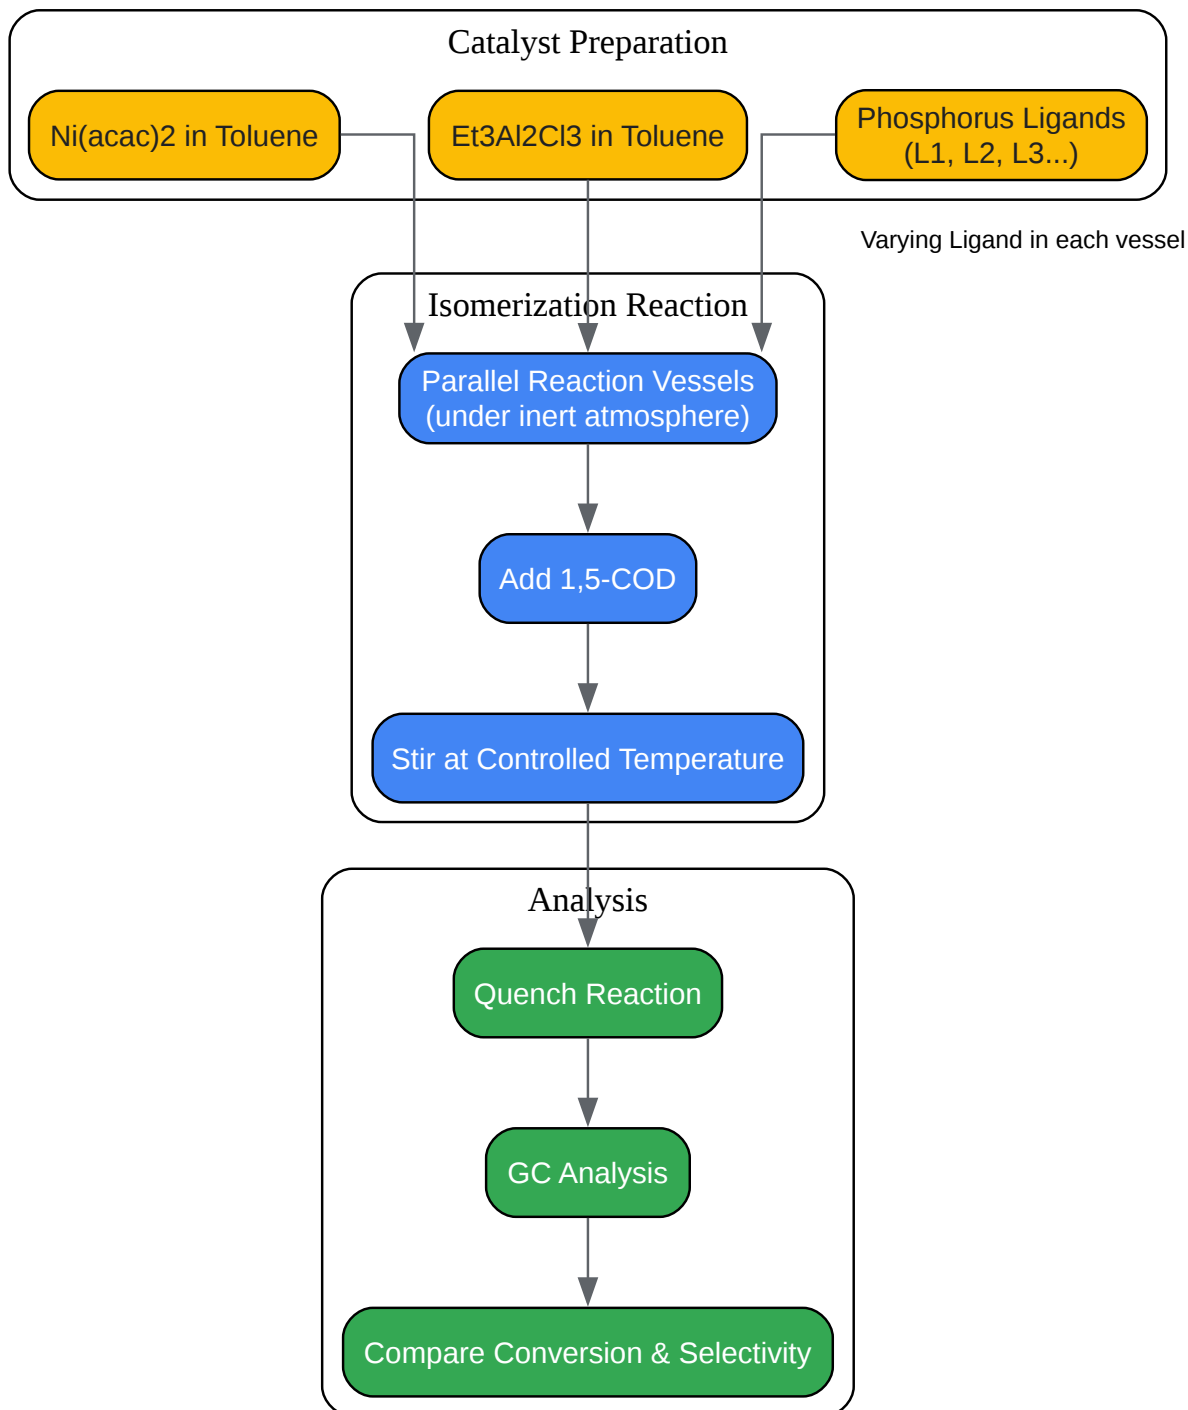 Catalyst Preparation
Ni(acac)2 in Toluene
Et3Al2Cl3 in Toluene
Phosphorus Ligands
(L1, L2, L3...)
Varying Ligand in each vessel
Isomerization Reaction
Parallel Reaction Vessels
(under inert atmosphere)
Add 1,5-COD
Stir at Controlled Temperature
Analysis
Quench Reaction
GC Analysis
Compare Conversion & Selectivity